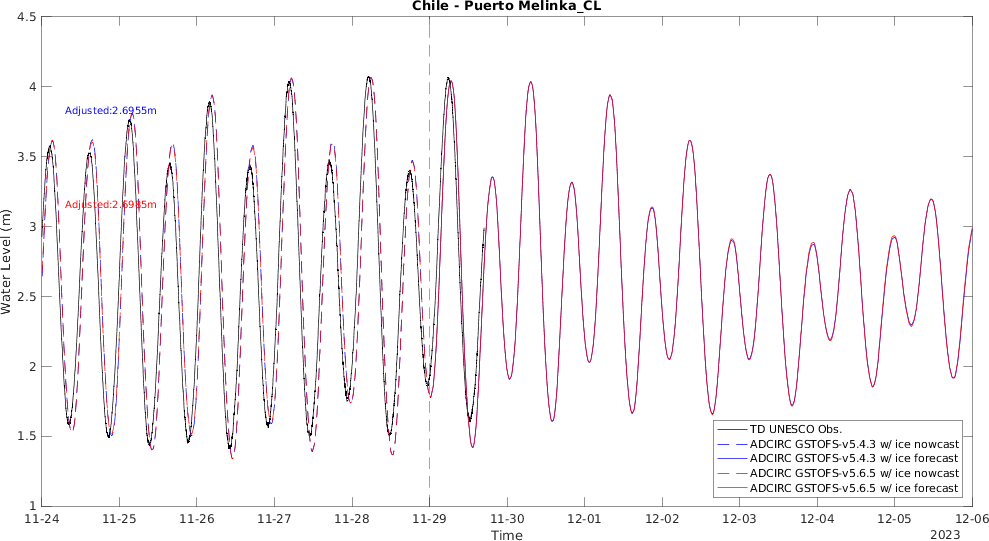 Chile - Puerto Melinka_CL
4.5
4
3.5
3
2.5
2
1.5
1
Water Level (m)
Adjusted:2.6955m
Adjusted:2.6985m
TD UNESCO Obs.
ADCIRC GSTOFS-v5.4.3 w/ ice nowcast
ADCIRC GSTOFS-v5.4.3 w/ ice forecast
ADCIRC GSTOFS-v5.6.5 w/ ice nowcast
ADCIRC GSTOFS-v5.6.5 w/ ice forecast
11-24 11-25 11-26 11-27 11-28 11-29 11-30 12-01 12-02 12-03 12-04 12-05 12-06
Time
2023